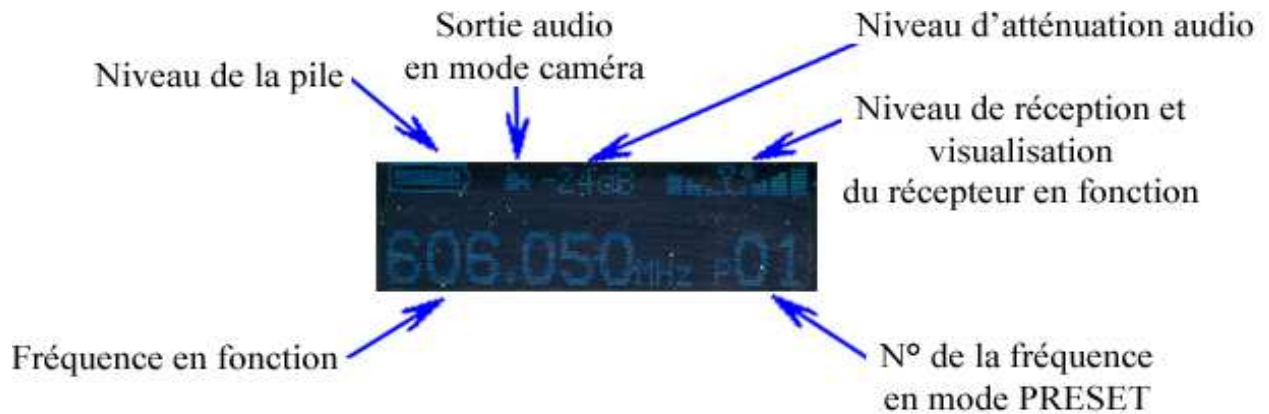 Sortie audio
en mode caméra
Niveau d'atténuation audio
Niveau de la pile
Niveau de réception et
visualisation
du récepteur en fonction
-24dB
606.050MHz P01
Fréquence en fonction
N° de la fréquence
en mode PRESET